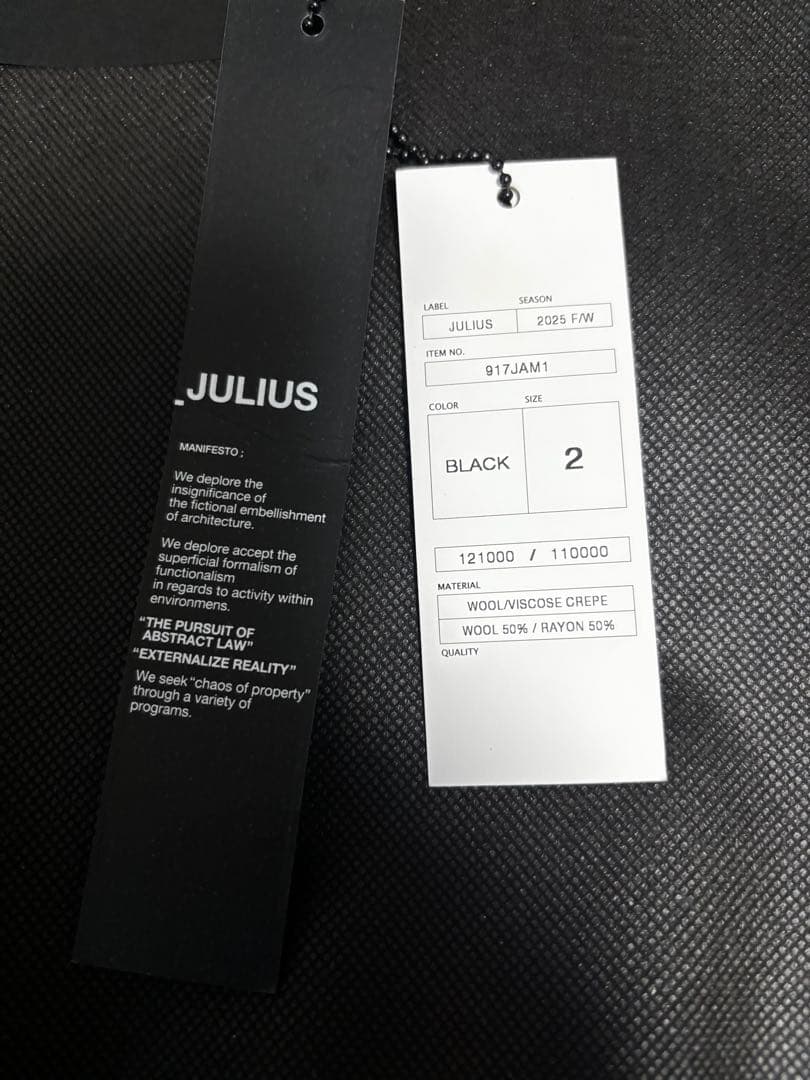 _JULIUS
MANIFESTO ;
We deplore the
insignificance of
the fictional embellishment
of architecture.
We deplore accept the
superficial formalism of
functionalism
in regards to activity within
environmens.
“THE PURSUIT OF
ABSTRACT LAW”
“EXTERNALIZE REALITY”
We seek “chaos of property”
through a variety of
programs.
LABEL SEASON
JULIUS 2025 F/W
ITEM NO.
917JAM1
COLOR SIZE
BLACK 2
121000 / 110000
MATERIAL
WOOL/VISCOSE CREPE
WOOL 50% / RAYON 50%
QUALITY